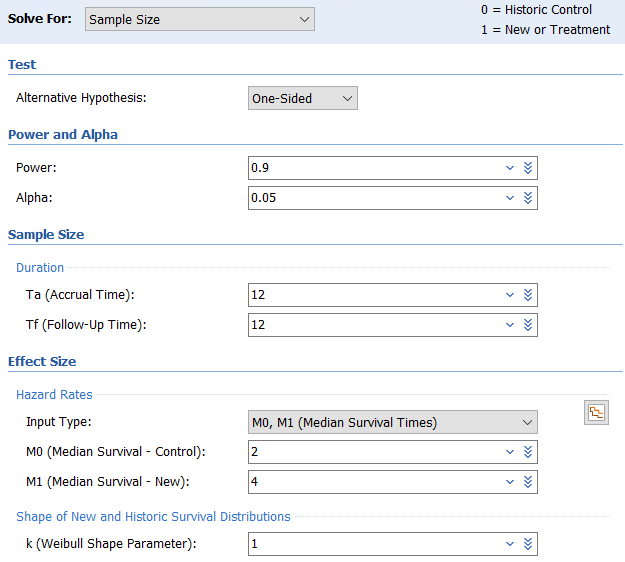 Solve For: Sample Size
0 = Historic Control
1 = New or Treatment
Test
Alternative Hypothesis: One-Sided
Power and Alpha
Power: 0.9
Alpha: 0.05
Sample Size
Duration
Ta (Accrual Time): 12
Tf (Follow-Up Time): 12
Effect Size
Hazard Rates
Input Type: M0, M1 (Median Survival Times)
M0 (Median Survival - Control): 2
M1 (Median Survival - New): 4
Shape of New and Historic Survival Distributions
k (Weibull Shape Parameter): 1